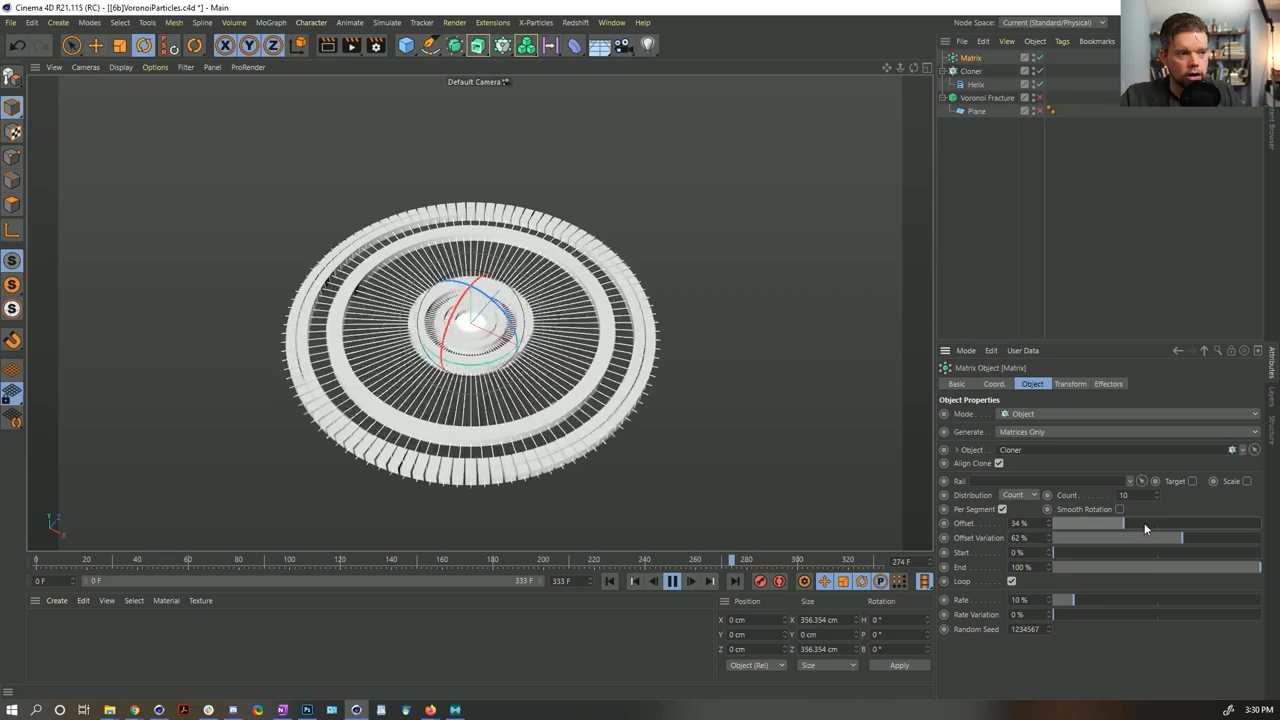 Cinema 4D R21.115 (RC) - [[6b]VoronoiParticles.c4d *] - Main
File Edit Create Modes Select Tools Mesh Spline Volume MoGraph Character Animate Simulate Tracker Render Extensions X-Particles Redshift Window Help Node Space: Current (Standard/Physical)
File Edit View Object Tags Bookmarks
X Y Z
View Cameras Display Options Filter Panel ProRender
Default Camera
Matrix
Cloner
Helix
Voronoi Fracture
Plane
Y Z X
0 20 40 60 80 100 120 140 160 180 200 220 240 260 280 300 320 274 F
0 F 0 F 333 F 333 F
Create Edit Select Material Texture
Position Size Rotation
X 0 cm X 356.354 cm H 0 °
Y 0 cm Y 0 cm P 0 °
Z 0 cm Z 356.354 cm B 0 °
Object (Rel) Size Apply
Mode Edit User Data
Matrix Object [Matrix]
Basic Coord. Object Transform Effectors
Object Properties
Mode Object
Generate Matrices Only
Object Cloner
Align Clone
Rail Target Scale
Distribution Count Count 10
Per Segment Smooth Rotation
Offset 34 %
Offset Variation 62 %
Start 0 %
End 100 %
Loop
Rate 10 %
Rate Variation 0 %
Random Seed 1234567
Attributes
Layers
Structure
3:30 PM